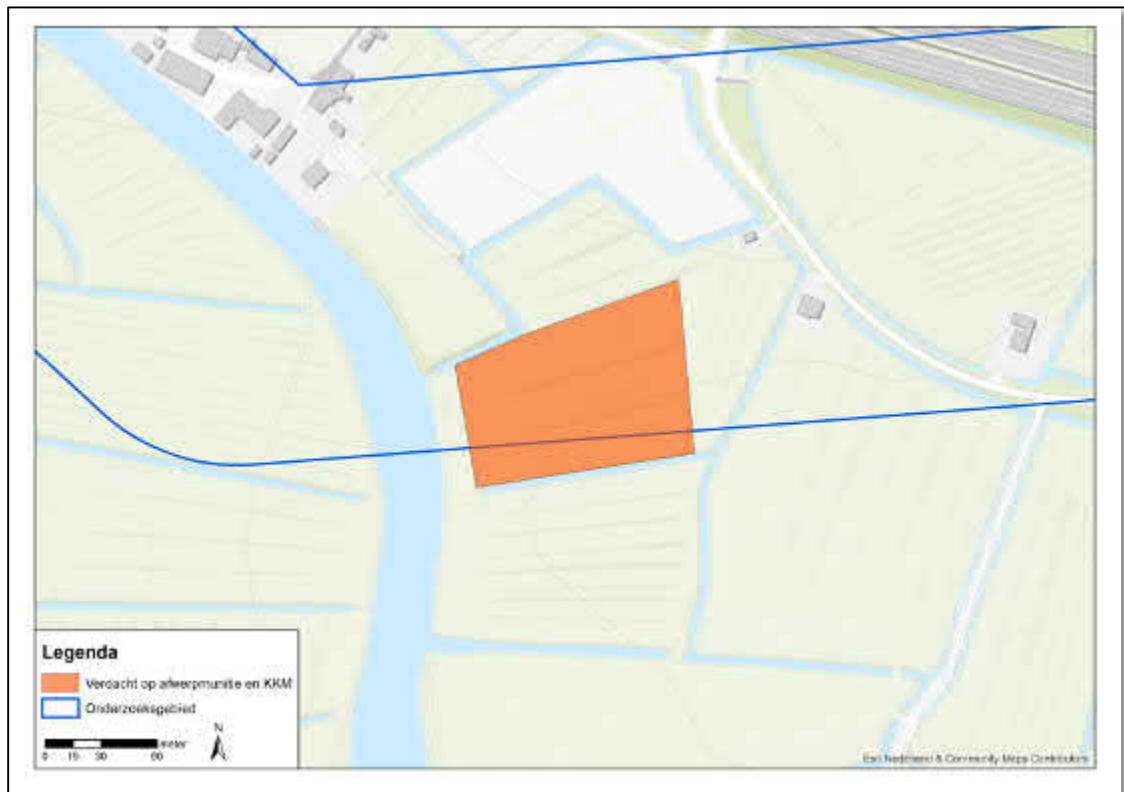 Legenda
Verdacht op afwerpmunitie en KKM
Onderzoeksgebied
N
meter
0 15 30 60
Esri Nederland & Community Maps Contributors